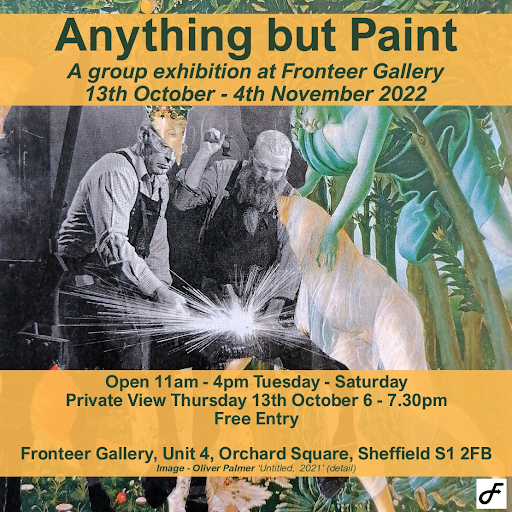 Anything but Paint
A group exhibition at Fronteer Gallery
13th October - 4th November 2022
Open 11am - 4pm Tuesday - Saturday
Private View Thursday 13th October 6 - 7.30pm
Free Entry
Fronteer Gallery, Unit 4, Orchard Square, Sheffield S1 2FB
Image - Oliver Palmer 'Untitled, 2021' (detail)
F